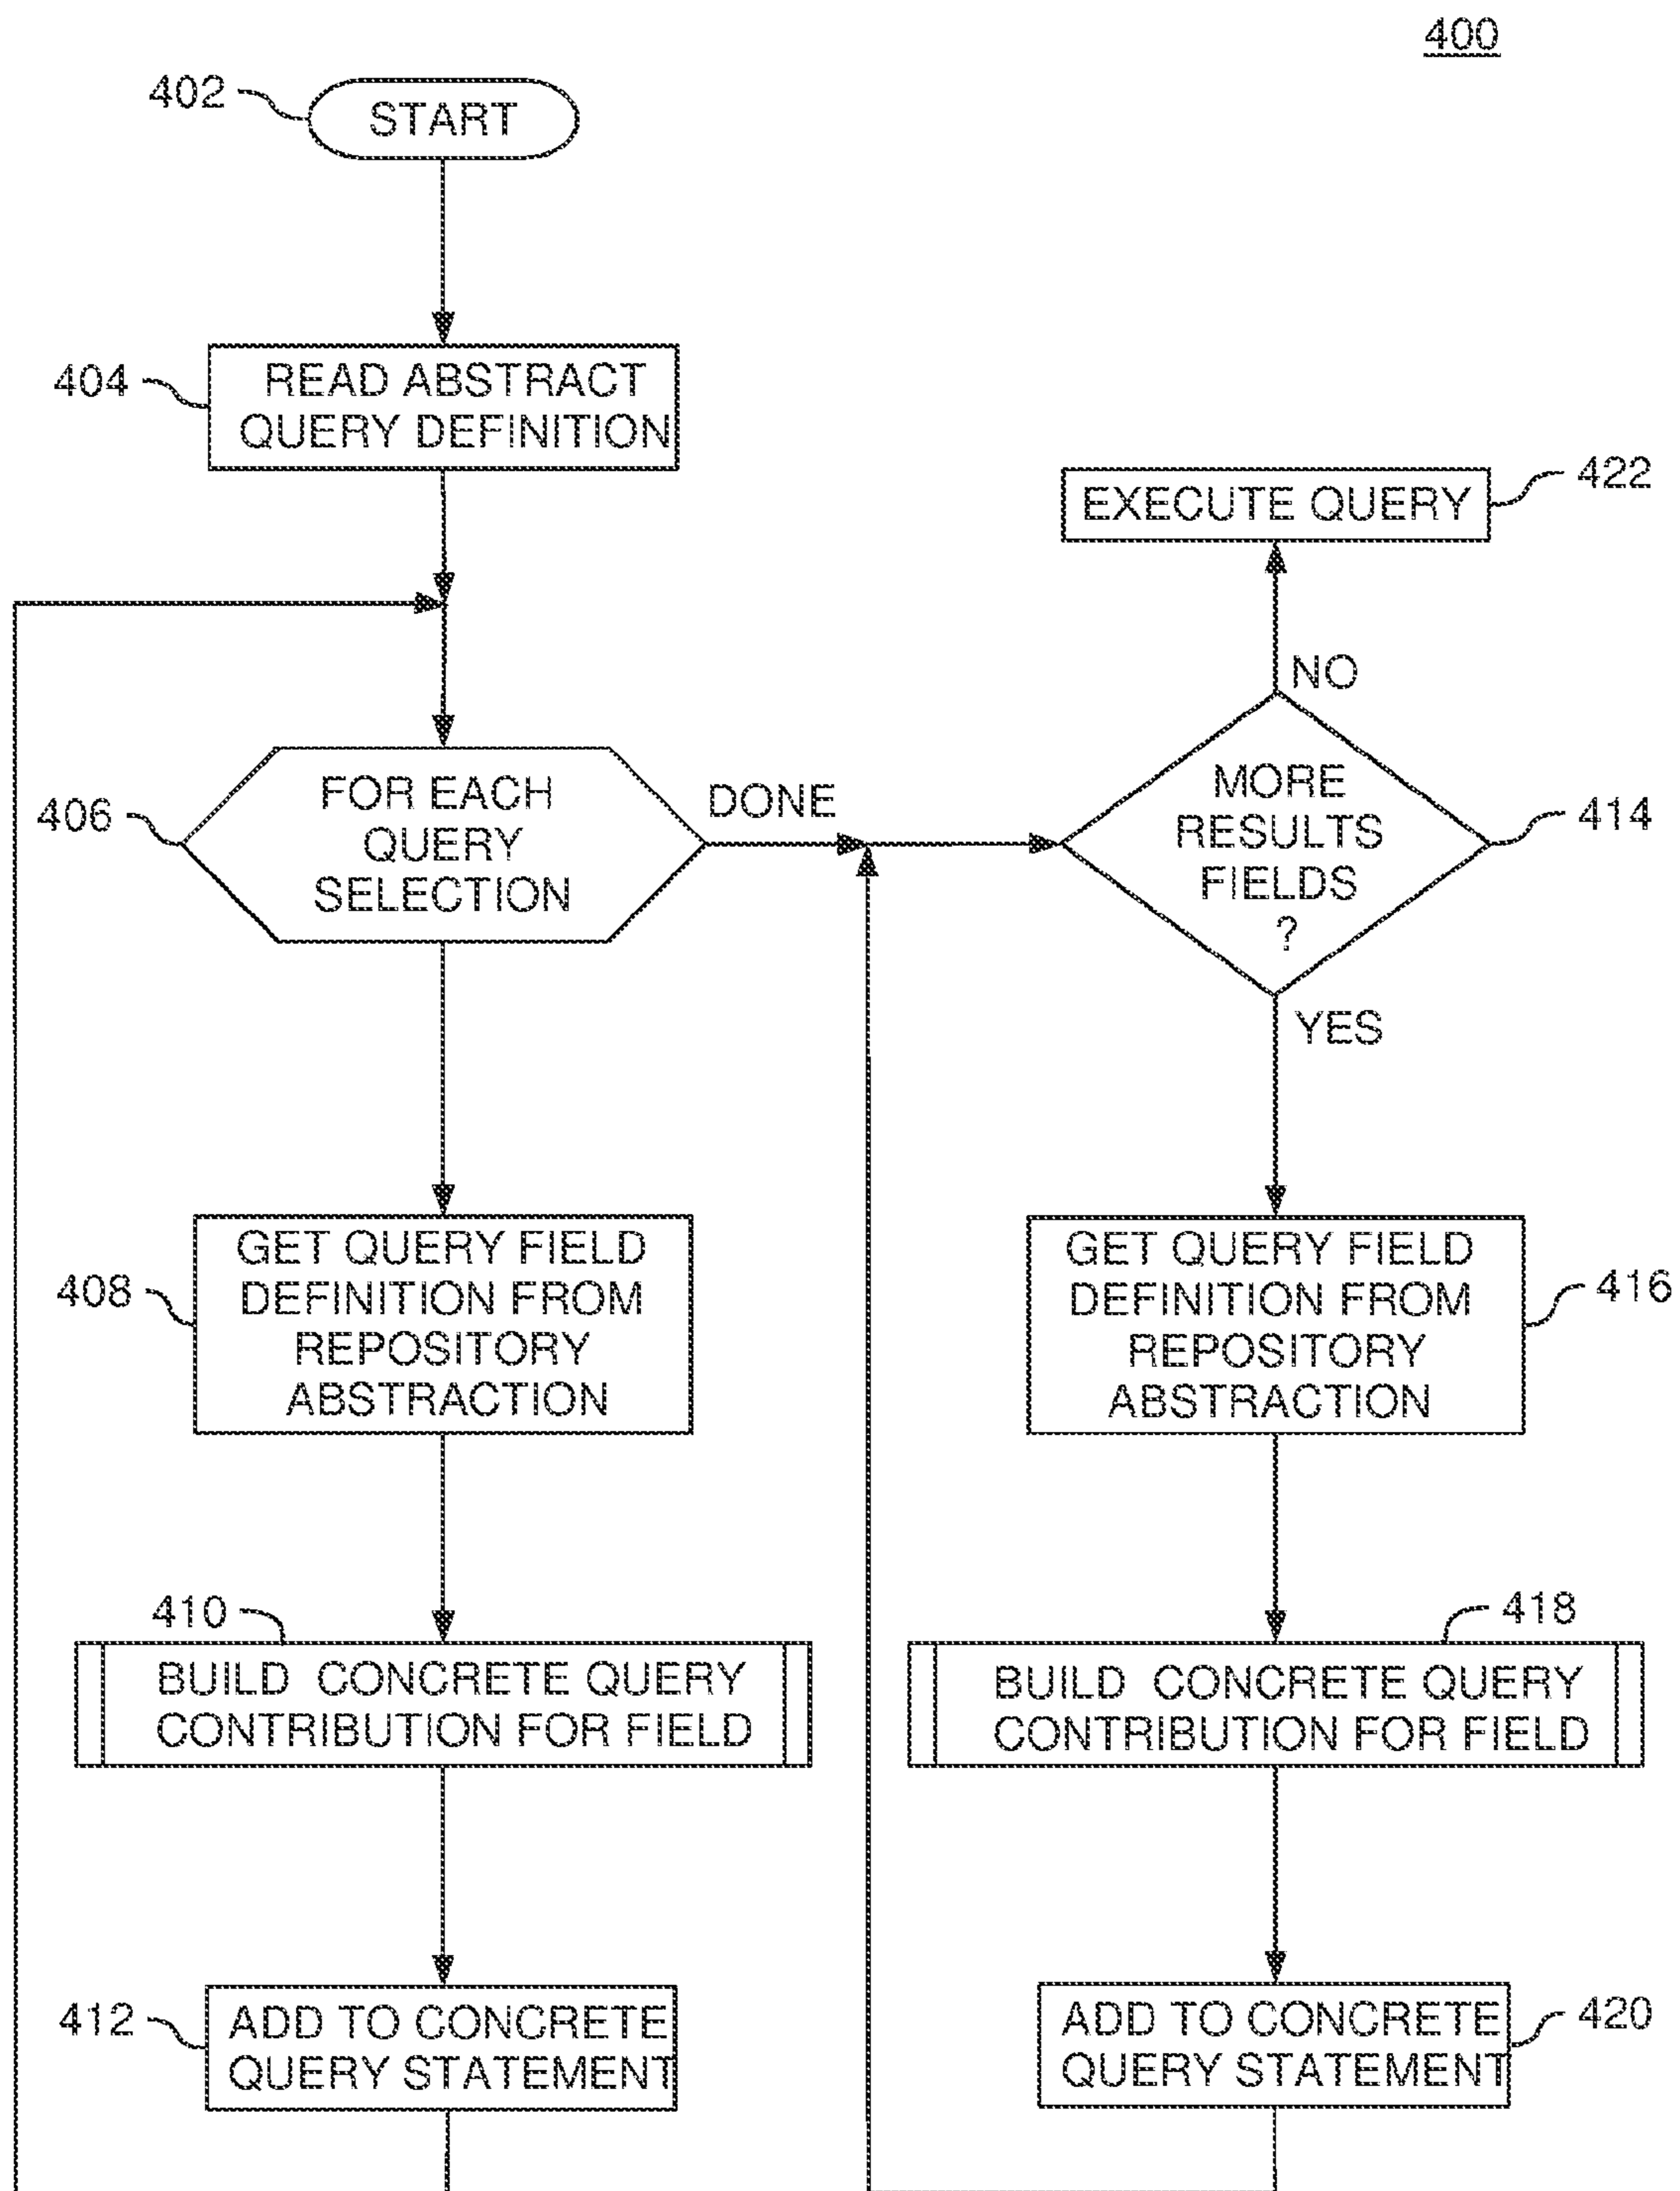 400
402
START
404
READ ABSTRACT
QUERY DEFINITION
422
EXECUTE QUERY
NO
406
FOR EACH
QUERY
SELECTION
DONE
MORE
RESULTS
FIELDS
?
414
YES
408
GET QUERY FIELD
DEFINITION FROM
REPOSITORY
ABSTRACTION
GET QUERY FIELD
DEFINITION FROM
REPOSITORY
ABSTRACTION
416
410
BUILD CONCRETE QUERY
CONTRIBUTION FOR FIELD
418
BUILD CONCRETE QUERY
CONTRIBUTION FOR FIELD
412
ADD TO CONCRETE
QUERY STATEMENT
ADD TO CONCRETE
QUERY STATEMENT
420